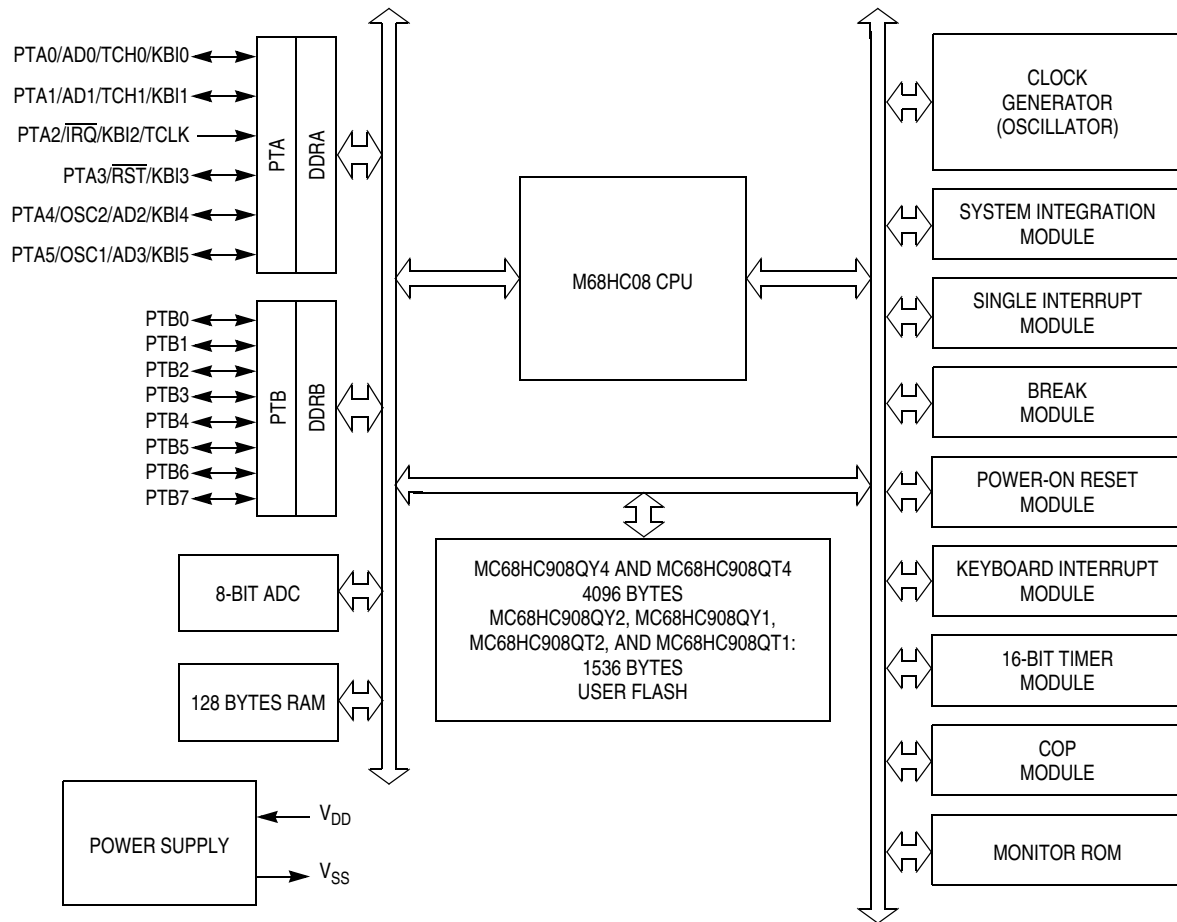 PTA0/AD0/TCH0/KBI0
PTA1/AD1/TCH1/KBI1
PTA2/IRQ/KBI2/TCLK
PTA3/RST/KBI3
PTA4/OSC2/AD2/KBI4
PTA5/OSC1/AD3/KBI5
PTA
DDRA
PTB0
PTB1
PTB2
PTB3
PTB4
PTB5
PTB6
PTB7
PTB
DDRB
8-BIT ADC
128 BYTES RAM
POWER SUPPLY
VDD
VSS
M68HC08 CPU
MC68HC908QY4 AND MC68HC908QT4
4096 BYTES
MC68HC908QY2, MC68HC908QY1,
MC68HC908QT2, AND MC68HC908QT1:
1536 BYTES
USER FLASH
CLOCK
GENERATOR
(OSCILLATOR)
SYSTEM INTEGRATION
MODULE
SINGLE INTERRUPT
MODULE
BREAK
MODULE
POWER-ON RESET
MODULE
KEYBOARD INTERRUPT
MODULE
16-BIT TIMER
MODULE
COP
MODULE
MONITOR ROM